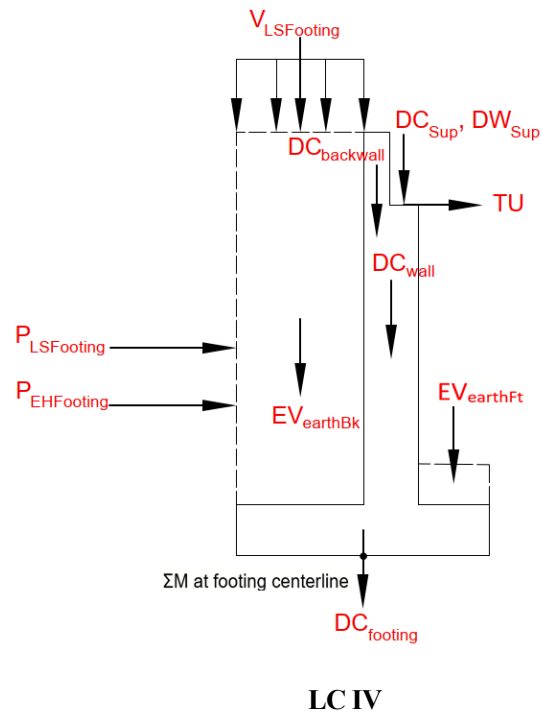 V_LSFooting
DC_Sup, DW_Sup
DC_backwall
TU
DC_wall
P_LSFooting
P_EHFooting
EV_earthBk
EV_earthFt
ΣM at footing centerline
DC_footing
LC IV